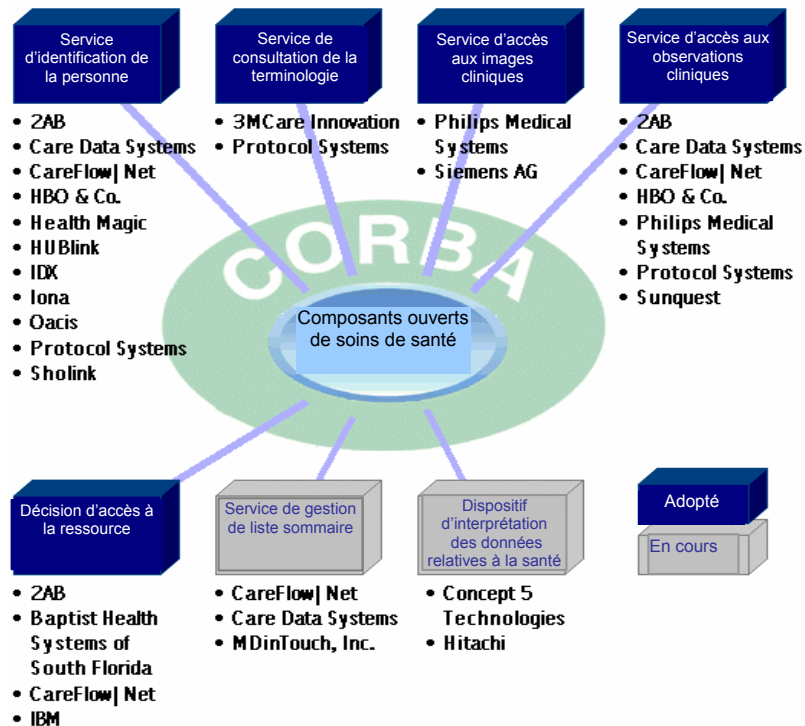 Service
d'identification de
la personne
• 2AB
• Care Data Systems
• CareFlow| Net
• HBO & Co.
• Health Magic
• HUBlink
• IDX
• Iona
• Oacis
• Protocol Systems
• Sholink
Service de
consultation de la
terminologie
• 3MCare Innovation
• Protocol Systems
Service d'accès
aux images
cliniques
• Philips Medical
Systems
• Siemens AG
Service d'accès aux
observations
cliniques
• 2AB
• Care Data Systems
• CareFlow| Net
• HBO & Co.
• Philips Medical
Systems
• Protocol Systems
• Sunquest
CORBA
Composants ouverts
de soins de santé
Décision d'accès à
la ressource
• 2AB
• Baptist Health
Systems of
South Florida
• CareFlow| Net
• IBM
Service de gestion
de liste sommaire
• CareFlow| Net
• Care Data Systems
• MDinTouch, Inc.
Dispositif
d'interprétation
des données
relatives à la santé
• Concept 5
Technologies
• Hitachi
Adopté
En cours